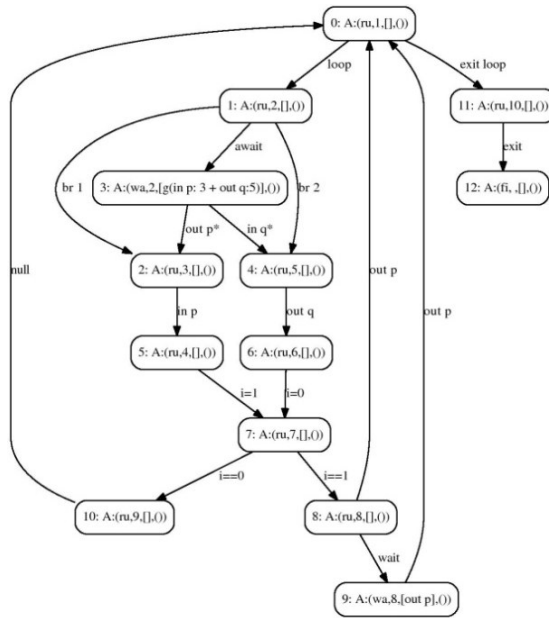 0: A:(ru,1,[],())
loop
exit loop
1: A:(ru,2,[],())
11: A:(ru,10,[],())
await
exit
3: A:(wa,2,[g(in p: 3 + out q:5)],())
12: A:(fi, ,[],())
br 1
br 2
out p*
in q*
null
2: A:(ru,3,[],())
4: A:(ru,5,[],())
out p
out p
in p
out q
5: A:(ru,4,[],())
6: A:(ru,6,[],())
i=1
i=0
7: A:(ru,7,[],())
i==0
i==1
10: A:(ru,9,[],())
8: A:(ru,8,[],())
wait
9: A:(wa,8,[out p],())